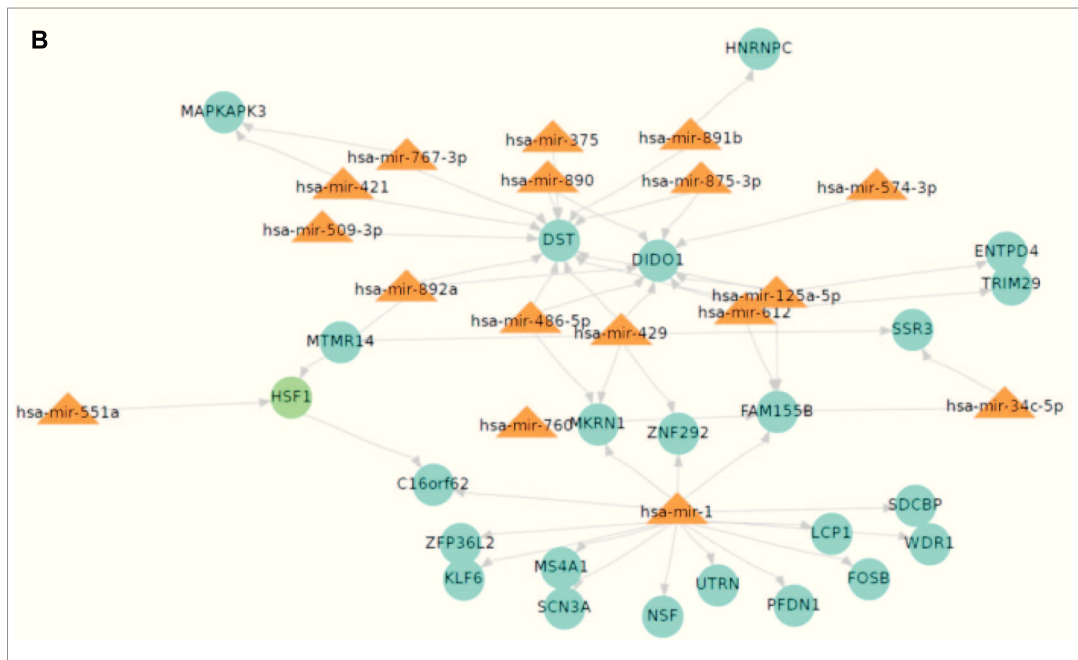 B
HNRNPC
MAPKAPK3
hsa-mir-375
hsa-mir-891b
hsa-mir-767-3p
hsa-mir-421
hsa-mir-890
hsa-mir-875-3p
hsa-mir-574-3p
hsa-mir-509-3p
DST
DIDO1
ENTPD4
TRIM29
hsa-mir-892a
hsa-mir-125a-5p
hsa-mir-612
hsa-mir-486-5p
hsa-mir-429
SSR3
MTMR14
HSF1
hsa-mir-551a
hsa-mir-34c-5p
hsa-mir-760
MKRN1
ZNF292
FAM155B
C16orf62
hsa-mir-1
SDCBP
LCP1
WDR1
ZFP36L2
KLF6
MS4A1
SCN3A
NSF
UTRN
PFDN1
FOSB